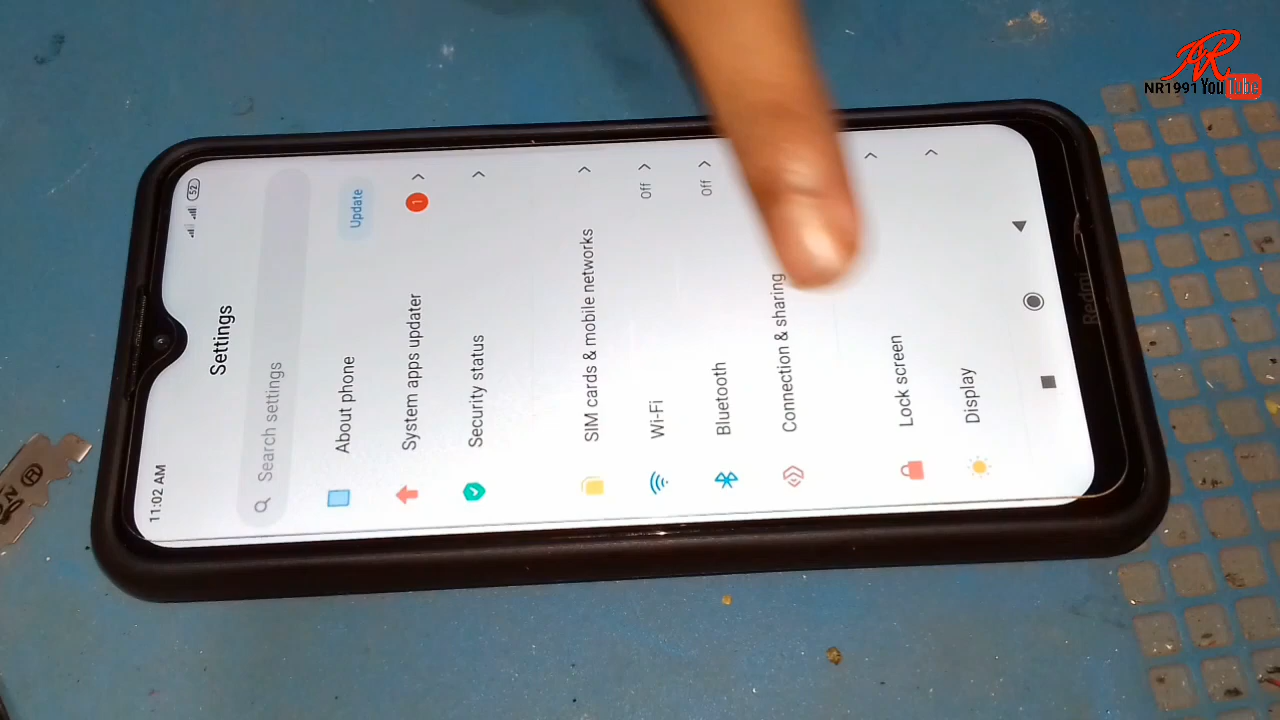 11:02 AM
52
Settings
Search settings
About phone
Update
System apps updater
1
Security status
SIM cards & mobile networks
Wi-Fi
Off
Bluetooth
Off
Connection & sharing
Lock screen
Display
Redmi
NR1991 YouTube